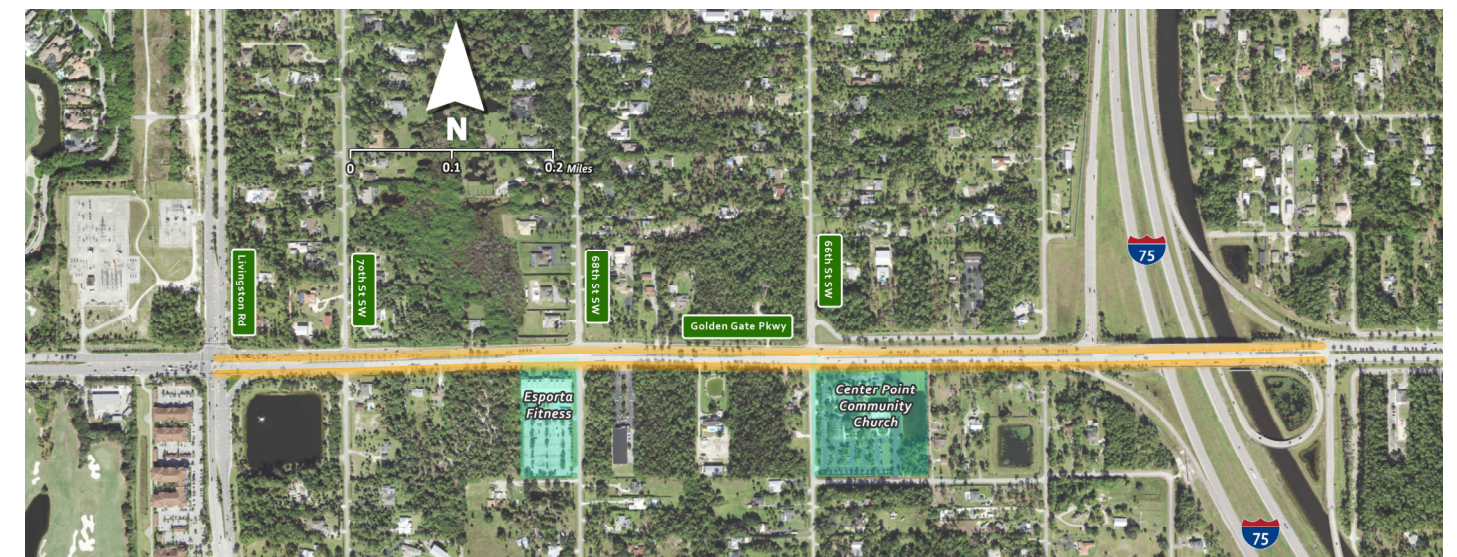 N
0 0.1 0.2 Miles
Livingston Rd
70th St SW
68th St SW
66th St SW
75
Golden Gate Pkwy
Esporta
Fitness
Center Point
Community
Church
75